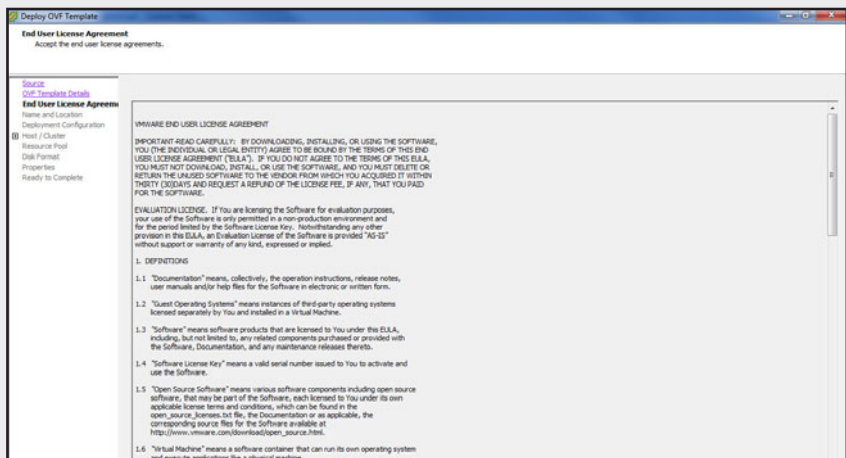 Deploy OVF Template
End User License Agreement
Accept the end user license agreements.
Source
OVF Template Details
End User License Agreem
Name and Location
Deployment Configuration
Host / Cluster
Resource Pool
Disk Format
Properties
Ready to Complete
VMWARE END USER LICENSE AGREEMENT
IMPORTANT-READ CAREFULLY: BY DOWNLOADING, INSTALLING, OR USING THE SOFTWARE,
YOU (THE INDIVIDUAL OR LEGAL ENTITY) AGREE TO BE BOUND BY THE TERMS OF THIS END
USER LICENSE AGREEMENT ("EULA"). IF YOU DO NOT AGREE TO THE TERMS OF THIS EULA,
YOU MUST NOT DOWNLOAD, INSTALL, OR USE THE SOFTWARE, AND YOU MUST DELETE OR
RETURN THE UNUSED SOFTWARE TO THE VENDOR FROM WHICH YOU ACQUIRED IT WITHIN
THIRTY (30)DAYS AND REQUEST A REFUND OF THE LICENSE FEE, IF ANY, THAT YOU PAID
FOR THE SOFTWARE.
EVALUATION LICENSE. If You are licensing the Software for evaluation purposes,
your use of the Software is only permitted in a non-production environment and
for the period limited by the Software License Key. Notwithstanding any other
provision in this EULA, an Evaluation License of the Software is provided "AS-IS"
without support or warranty of any kind, expressed or implied.
1. DEFINITIONS
1.1 "Documentation" means, collectively, the operation instructions, release notes,
user manuals and/or help files for the Software in electronic or written form.
1.2 "Guest Operating Systems" means instances of third-party operating systems
licensed separately by You and installed in a Virtual Machine.
1.3 "Software" means software products that are licensed to You under this EULA,
including, but not limited to, any related components purchased or provided with
the Software, Documentation, and any maintenance releases thereto.
1.4 "Software License Key" means a valid serial number issued to You to activate and
use the Software.
1.5 "Open Source Software" means various software components including open source
software, that may be part of the Software, each licensed to You under its own
applicable license terms and conditions, which can be found in the
open_source_licenses.txt file, the Documentation or as applicable, the
corresponding source files for the Software available at
http://www.vmware.com/download/open_source.html.
1.6 "Virtual Machine" means a software container that can run its own operating system
and execute applications like a physical machine.